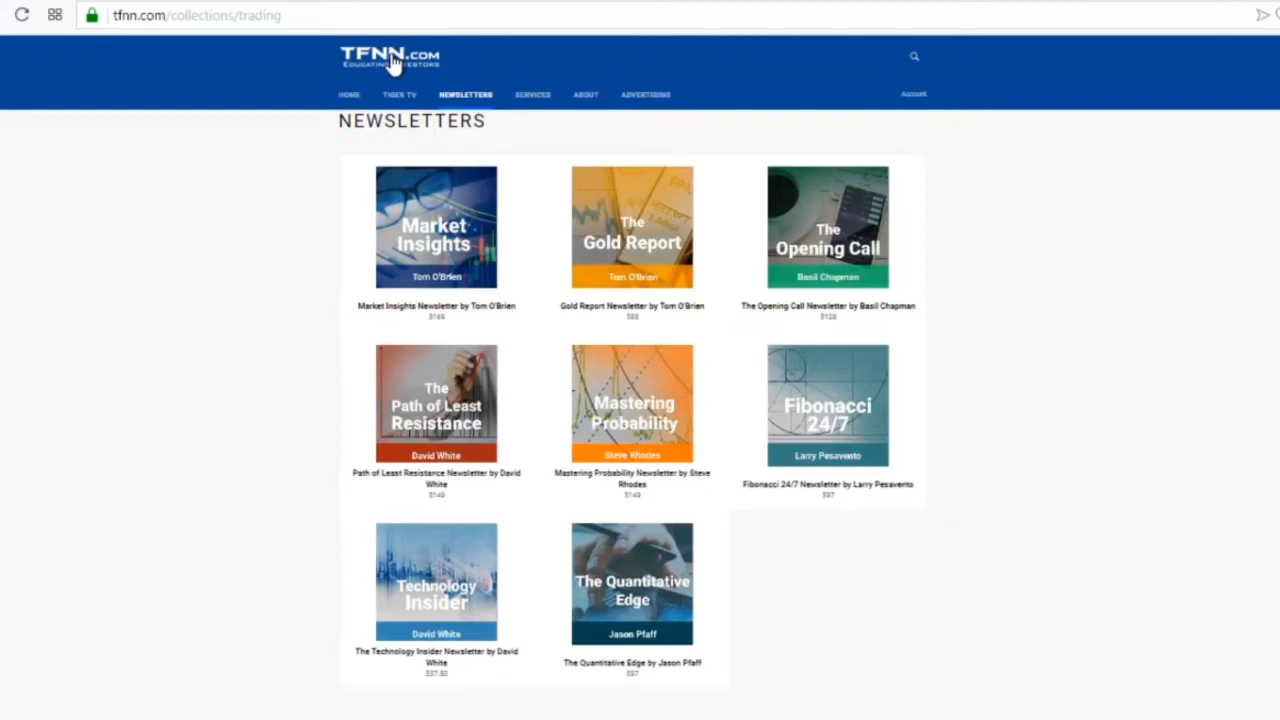 tfnn.com/collections/trading
TFNN.COM
EDUCATING INVESTORS
HOME TIGER TV NEWSLETTERS SERVICES ABOUT ADVERTISING Account
NEWSLETTERS
Market
Insights
Tom O'Brien
Market Insights Newsletter by Tom O'Brien
$169
The
Gold Report
Tom O'Brien
Gold Report Newsletter by Tom O'Brien
$88
The
Opening Call
Basil Chapman
The Opening Call Newsletter by Basil Chapman
$128
The
Path of Least
Resistance
David White
Path of Least Resistance Newsletter by David
White
$149
Mastering
Probability
Steve Rhodes
Mastering Probability Newsletter by Steve
Rhodes
$149
Fibonacci
24/7
Larry Pesavento
Fibonacci 24/7 Newsletter by Larry Pesavento
$97
Technology
Insider
David White
The Technology Insider Newsletter by David
White
$37.50
The Quantitative
Edge
Jason Pfaff
The Quantitative Edge by Jason Pfaff
$97